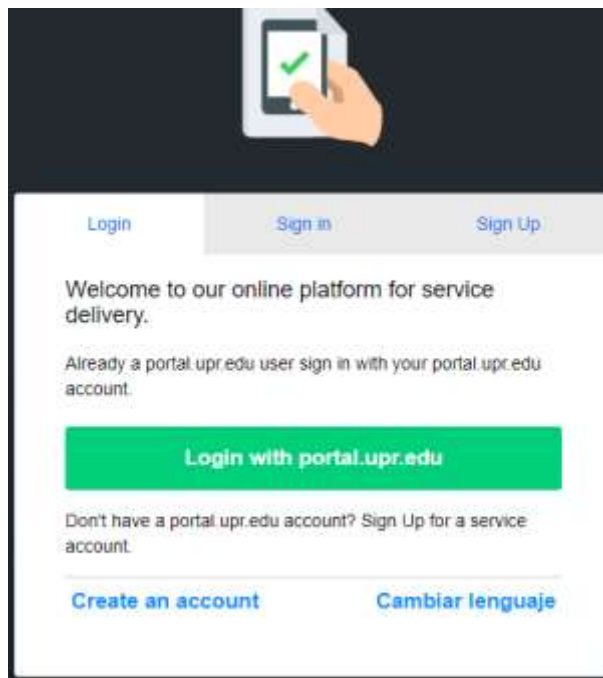 Login Sign in Sign Up
Welcome to our online platform for service
delivery.
Already a portal.upr.edu user sign in with your portal.upr.edu
account.
Login with portal.upr.edu
Don't have a portal.upr.edu account? Sign Up for a service
account.
Create an account Cambiar lenguaje